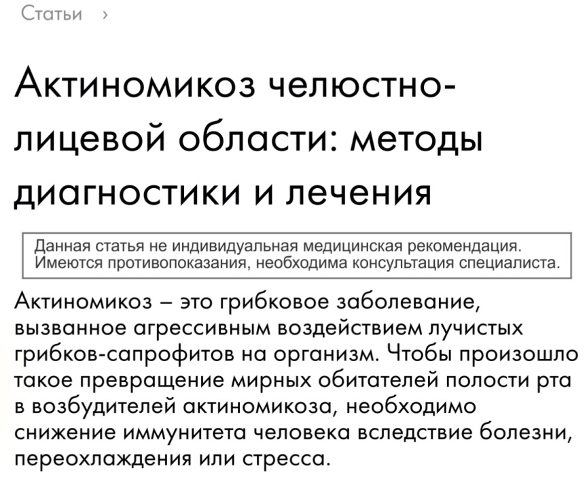 Статьи ›
Актиномикоз челюстно-
лицевой области: методы
диагностики и лечения
Данная статья не индивидуальная медицинская рекомендация.
Имеются противопоказания, необходима консультация специалиста.
Актиномикоз – это грибковое заболевание,
вызванное агрессивным воздействием лучистых
грибков-сапрофитов на организм. Чтобы произошло
такое превращение мирных обитателей полости рта
в возбудителей актиномикоза, необходимо
снижение иммунитета человека вследствие болезни,
переохлаждения или стресса.